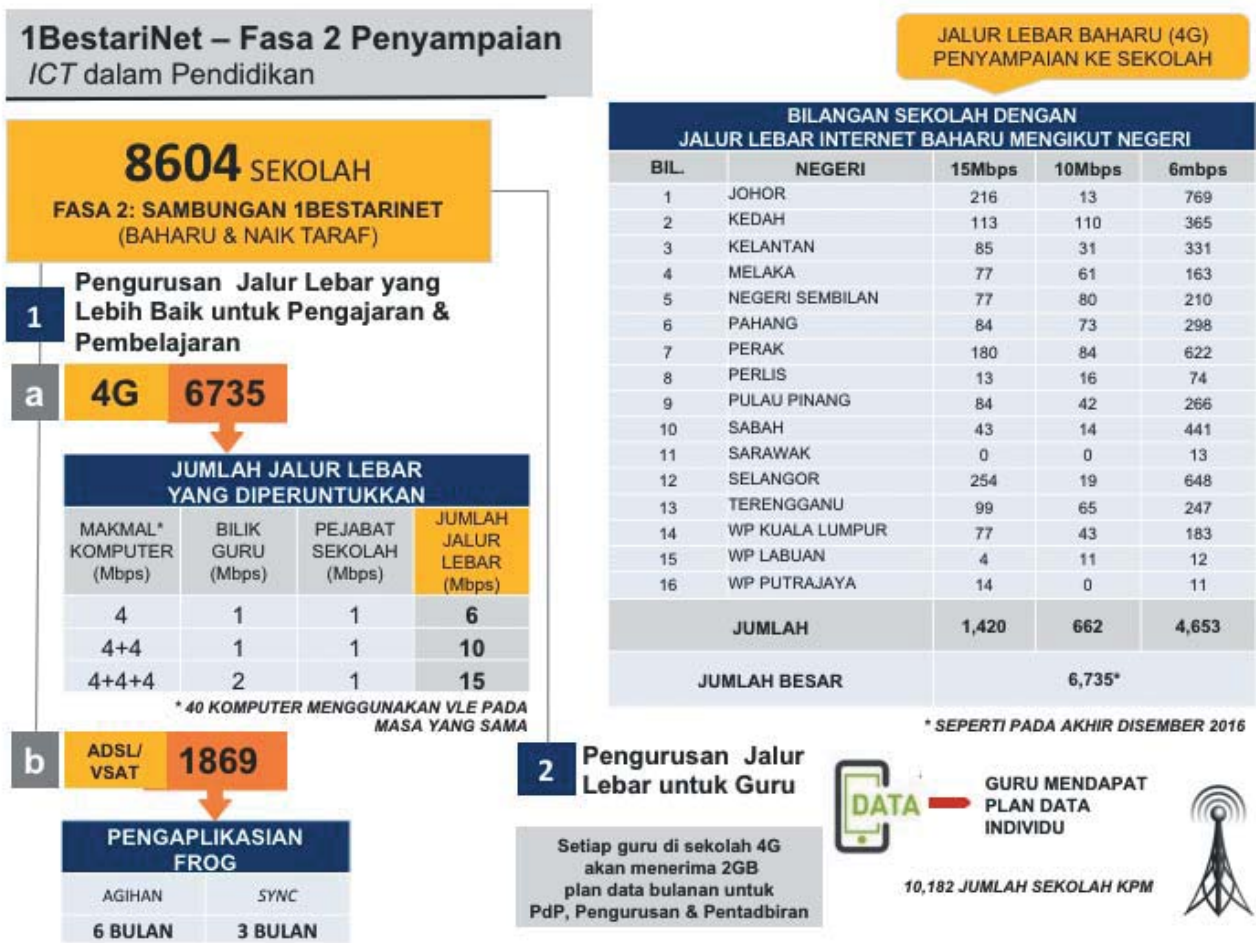 1BestariNet – Fasa 2 Penyampaian
ICT dalam Pendidikan
JALUR LEBAR BAHARU (4G)
PENYAMPAIAN KE SEKOLAH
8604 SEKOLAH
FASA 2: SAMBUNGAN 1BESTARINET
(BAHARU & NAIK TARAF)
1
Pengurusan Jalur Lebar yang
Lebih Baik untuk Pengajaran &
Pembelajaran
a
4G 6735
JUMLAH JALUR LEBAR
YANG DIPERUNTUKKAN
MAKMAL* KOMPUTER (Mbps) BILIK GURU (Mbps) PEJABAT SEKOLAH (Mbps) JUMLAH JALUR LEBAR (Mbps)
4 1 1 6
4+4 1 1 10
4+4+4 2 1 15
* 40 KOMPUTER MENGGUNAKAN VLE PADA
MASA YANG SAMA
b
ADSL/
VSAT
1869
PENGAPLIKASIAN
FROG
AGIHAN SYNC
6 BULAN 3 BULAN
BILANGAN SEKOLAH DENGAN
JALUR LEBAR INTERNET BAHARU MENGIKUT NEGERI
BIL. NEGERI 15Mbps 10Mbps 6mbps
1 JOHOR 216 13 769
2 KEDAH 113 110 365
3 KELANTAN 85 31 331
4 MELAKA 77 61 163
5 NEGERI SEMBILAN 77 80 210
6 PAHANG 84 73 298
7 PERAK 180 84 622
8 PERLIS 13 16 74
9 PULAU PINANG 84 42 266
10 SABAH 43 14 441
11 SARAWAK 0 0 13
12 SELANGOR 254 19 648
13 TERENGGANU 99 65 247
14 WP KUALA LUMPUR 77 43 183
15 WP LABUAN 4 11 12
16 WP PUTRAJAYA 14 0 11
JUMLAH 1,420 662 4,653
JUMLAH BESAR 6,735*
* SEPERTI PADA AKHIR DISEMBER 2016
2
Pengurusan Jalur
Lebar untuk Guru
Setiap guru di sekolah 4G
akan menerima 2GB
plan data bulanan untuk
PdP, Pengurusan & Pentadbiran
DATA
GURU MENDAPAT
PLAN DATA
INDIVIDU
10,182 JUMLAH SEKOLAH KPM